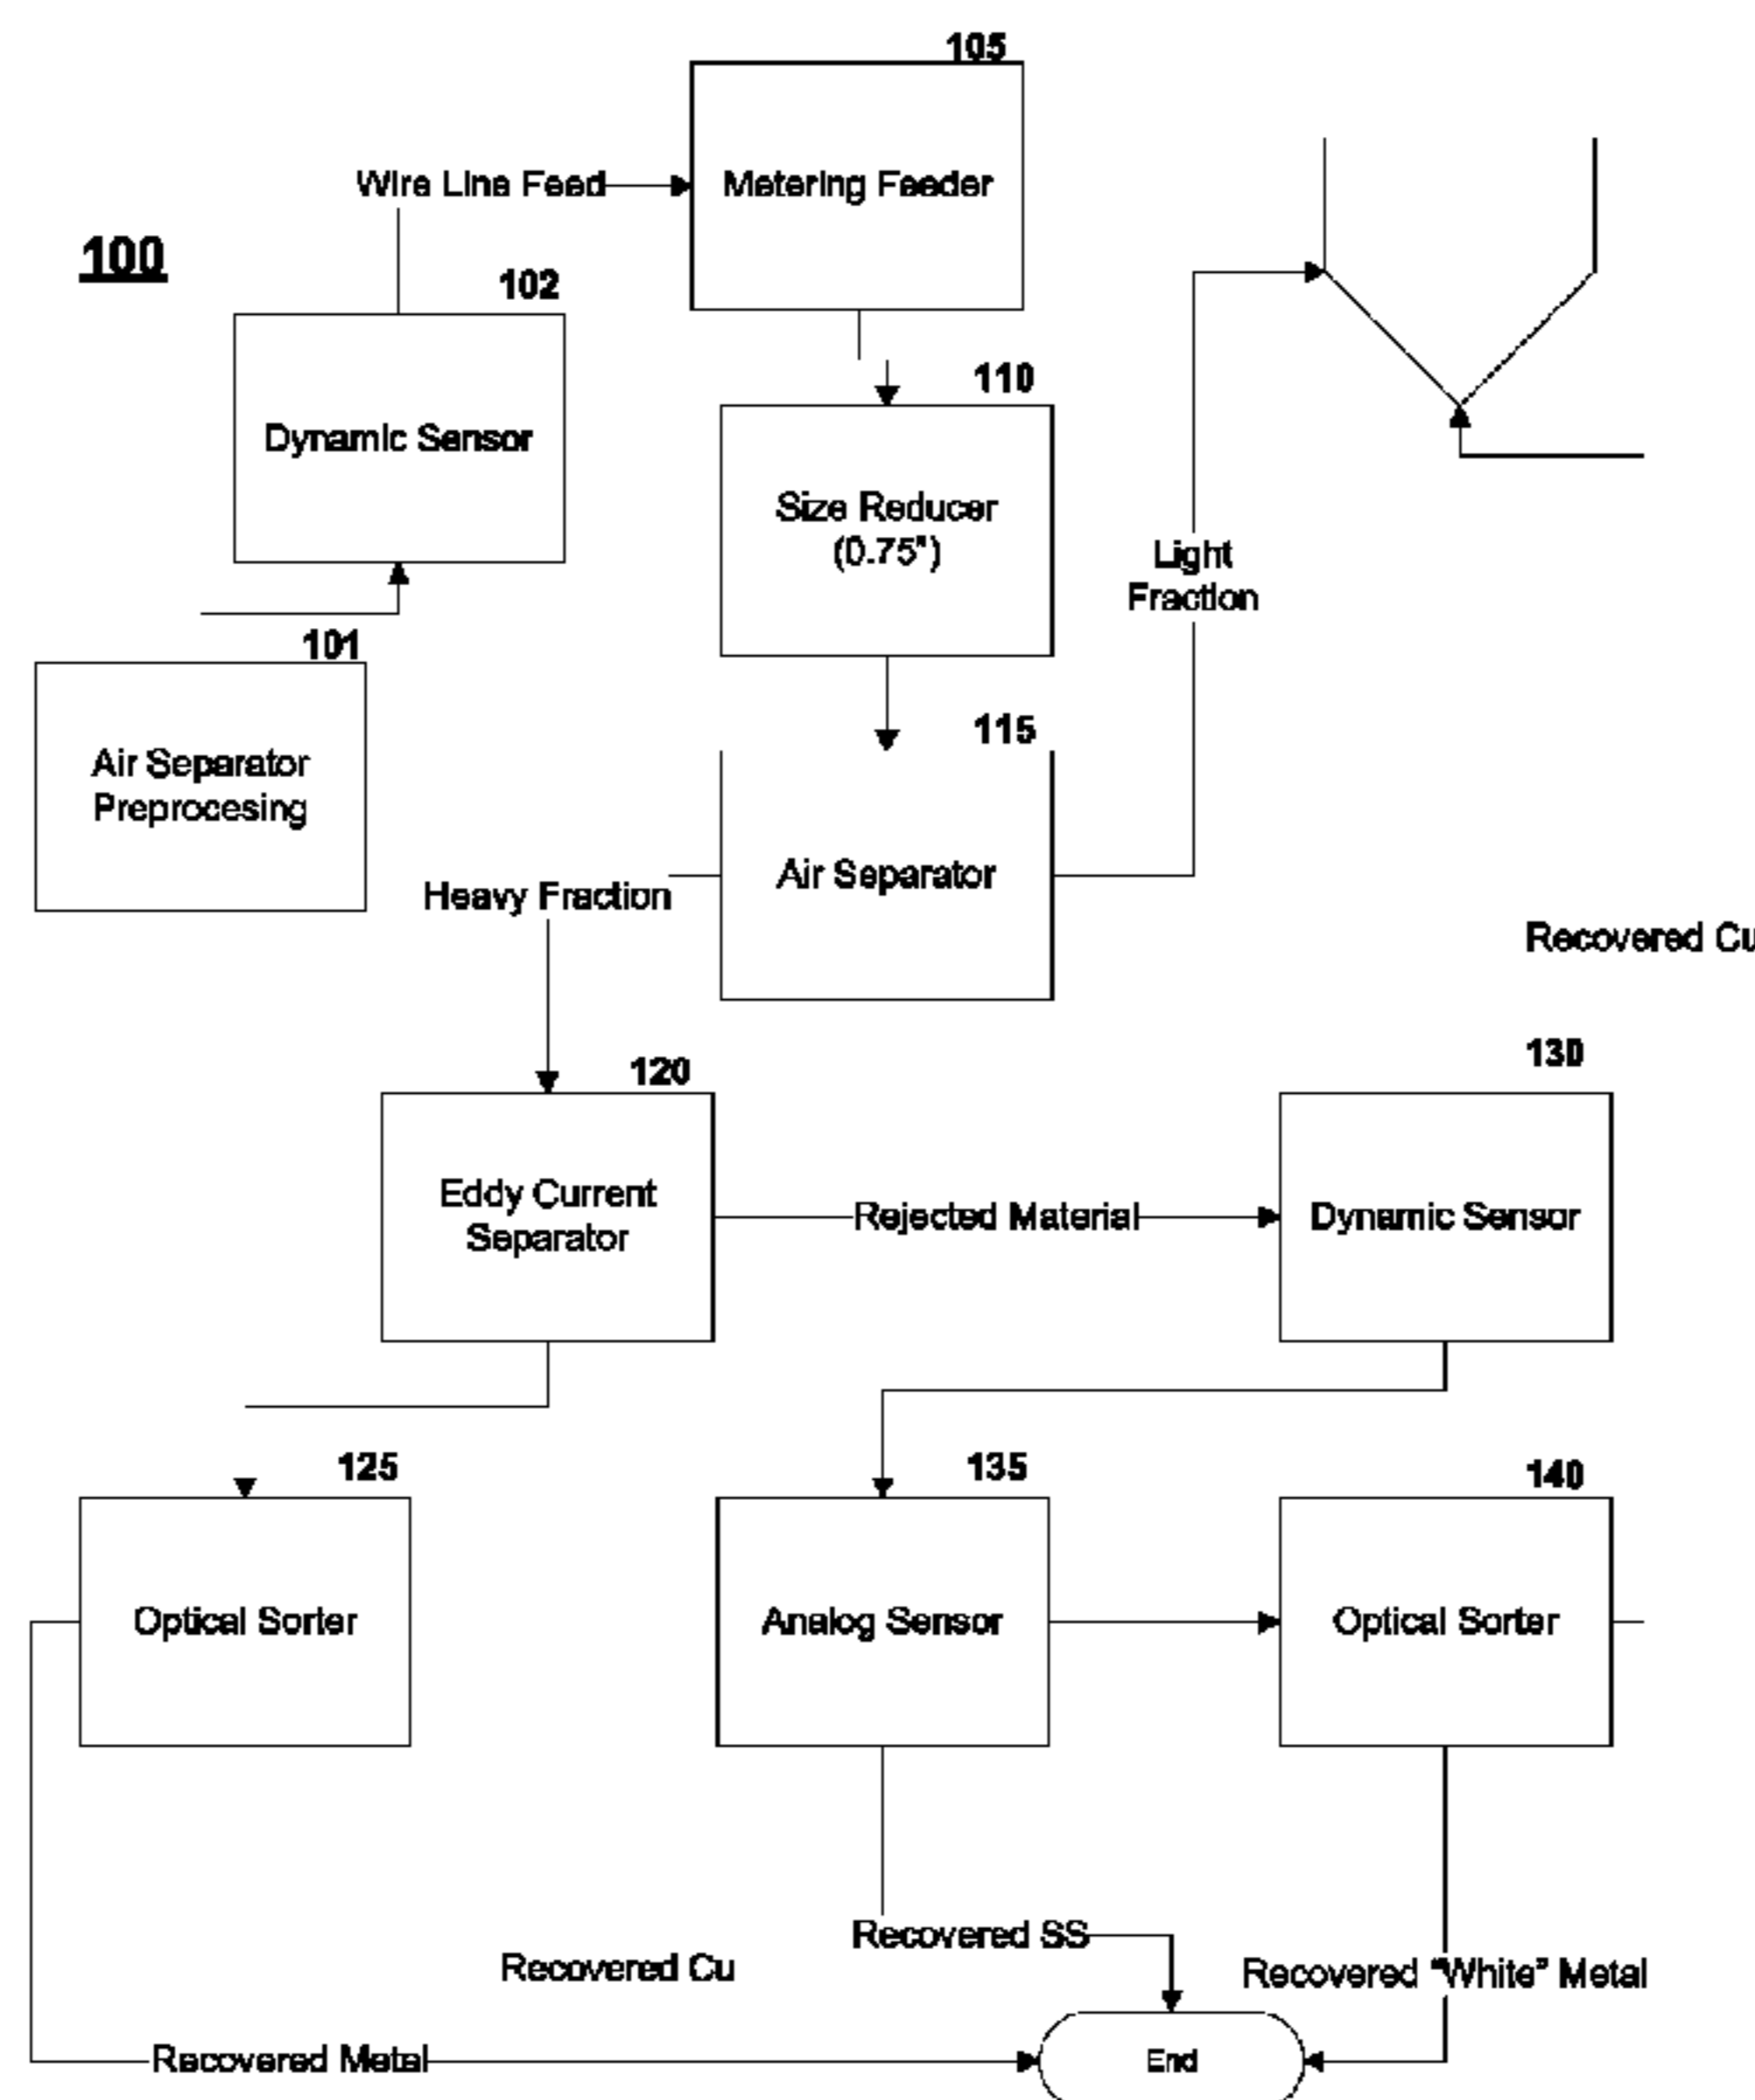 105
Wire Line Feed
Metering Feeder
100
102
Dynamic Sensor
110
Size Reducer
(0.75")
Light
Fraction
101
Air Separator
Preprocesing
115
Air Separator
Heavy Fraction
Recovered Cu
120
130
Eddy Current
Separator
Rejected Material
Dynamic Sensor
125
135
140
Optical Sorter
Analog Sensor
Optical Sorter
Recovered SS
Recovered Cu
Recovered "White" Metal
Recovered Metal
End